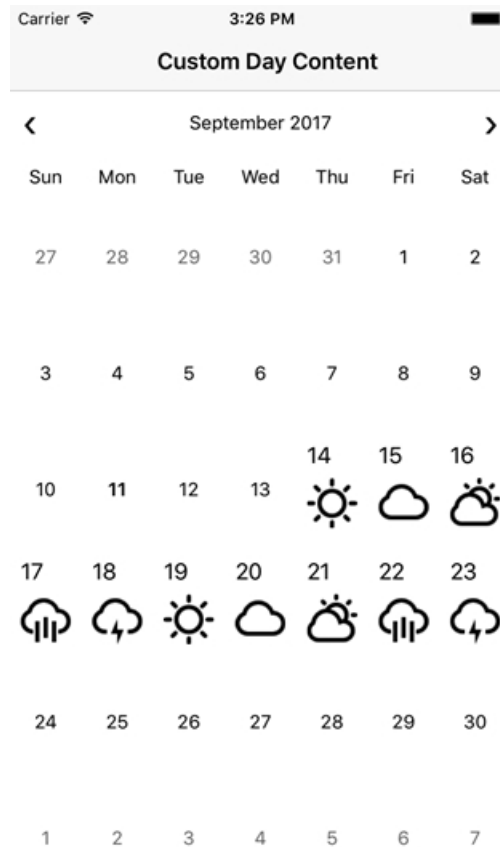 Carrier 3:26 PM
Custom Day Content
September 2017
Sun Mon Tue Wed Thu Fri Sat
27 28 29 30 31 1 2
3 4 5 6 7 8 9
10 11 12 13 14 15 16
17 18 19 20 21 22 23
24 25 26 27 28 29 30
1 2 3 4 5 6 7